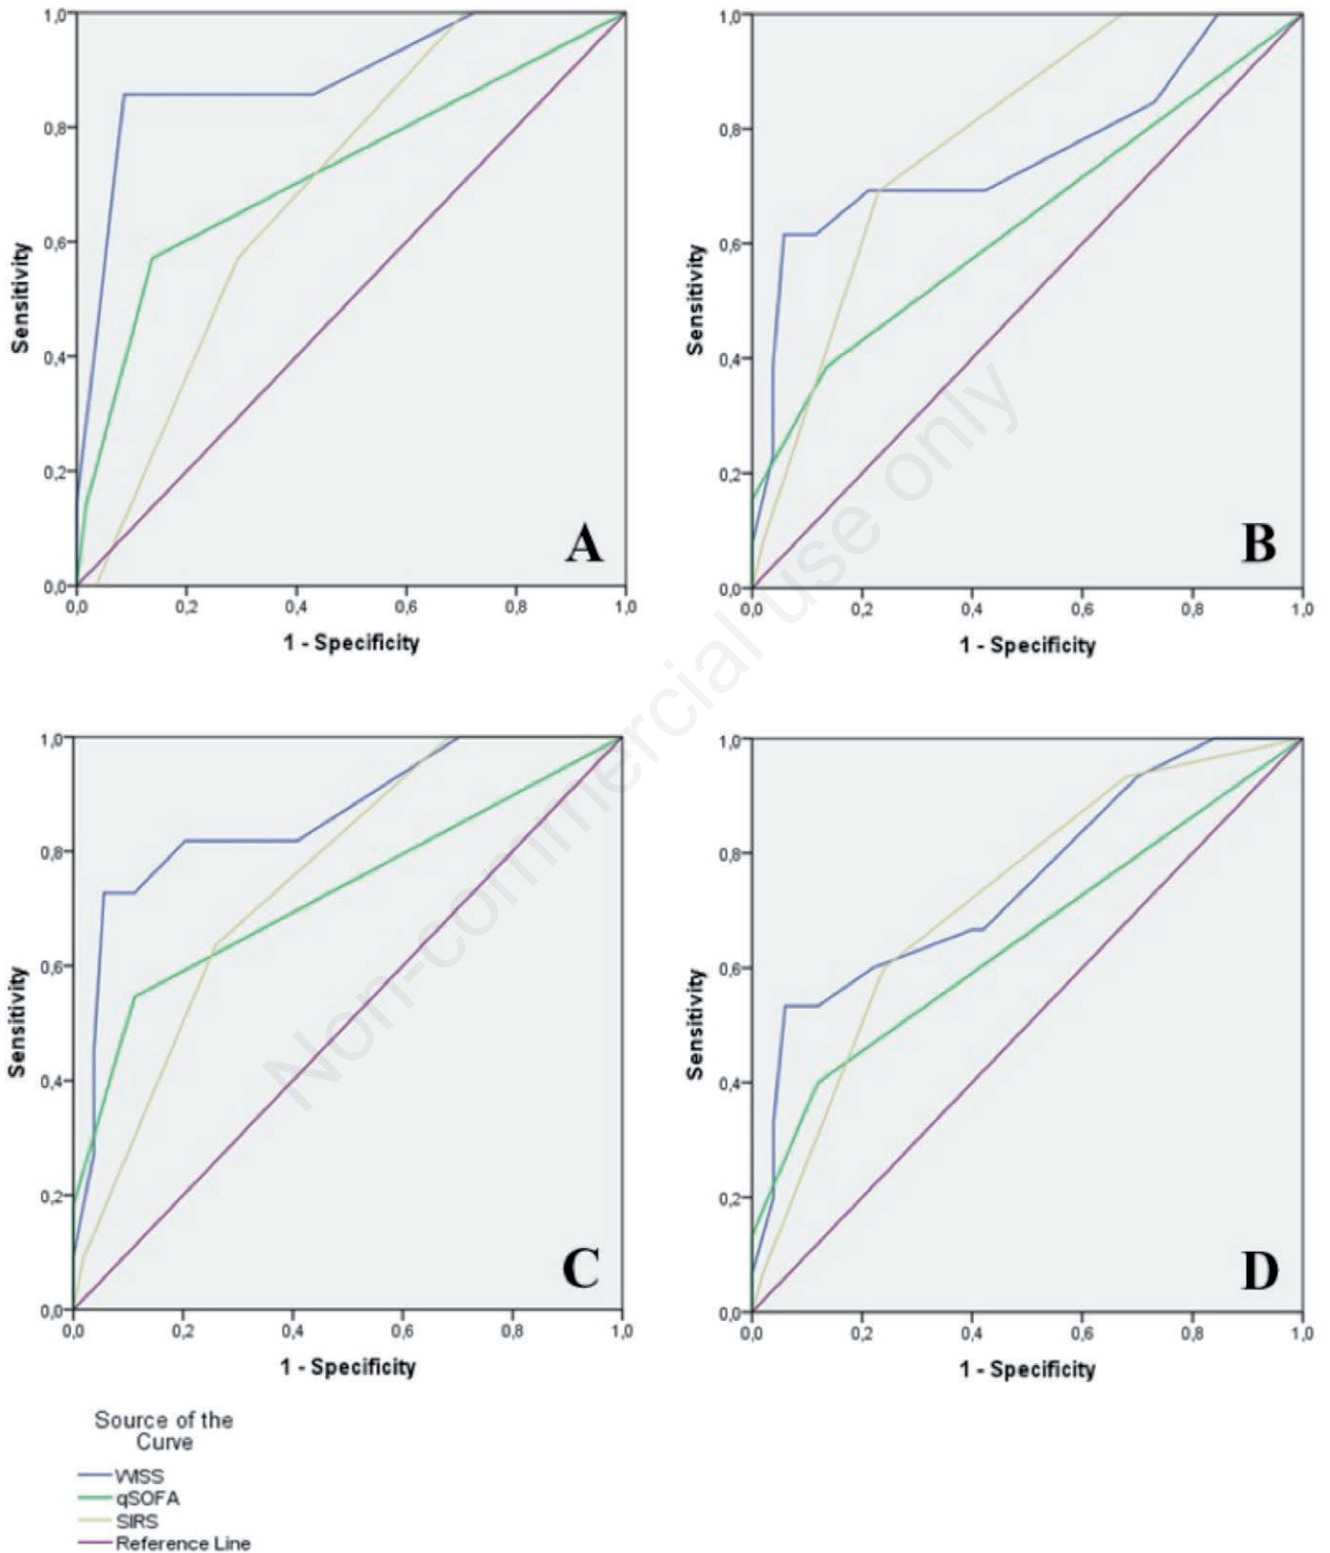 1,0
0,8
0,6
0,4
0,2
0,0
Sensitivity
0,0 0,2 0,4 0,6 0,8 1,0
1 - Specificity
A
1,0
0,8
0,6
0,4
0,2
0,0
Sensitivity
0,0 0,2 0,4 0,6 0,8 1,0
1 - Specificity
B
1,0
0,8
0,6
0,4
0,2
0,0
Sensitivity
0,0 0,2 0,4 0,6 0,8 1,0
1 - Specificity
C
1,0
0,8
0,6
0,4
0,2
0,0
Sensitivity
0,0 0,2 0,4 0,6 0,8 1,0
1 - Specificity
D
Non-commercial use only
Source of the
Curve
WISS
qSOFA
SIRS
Reference Line